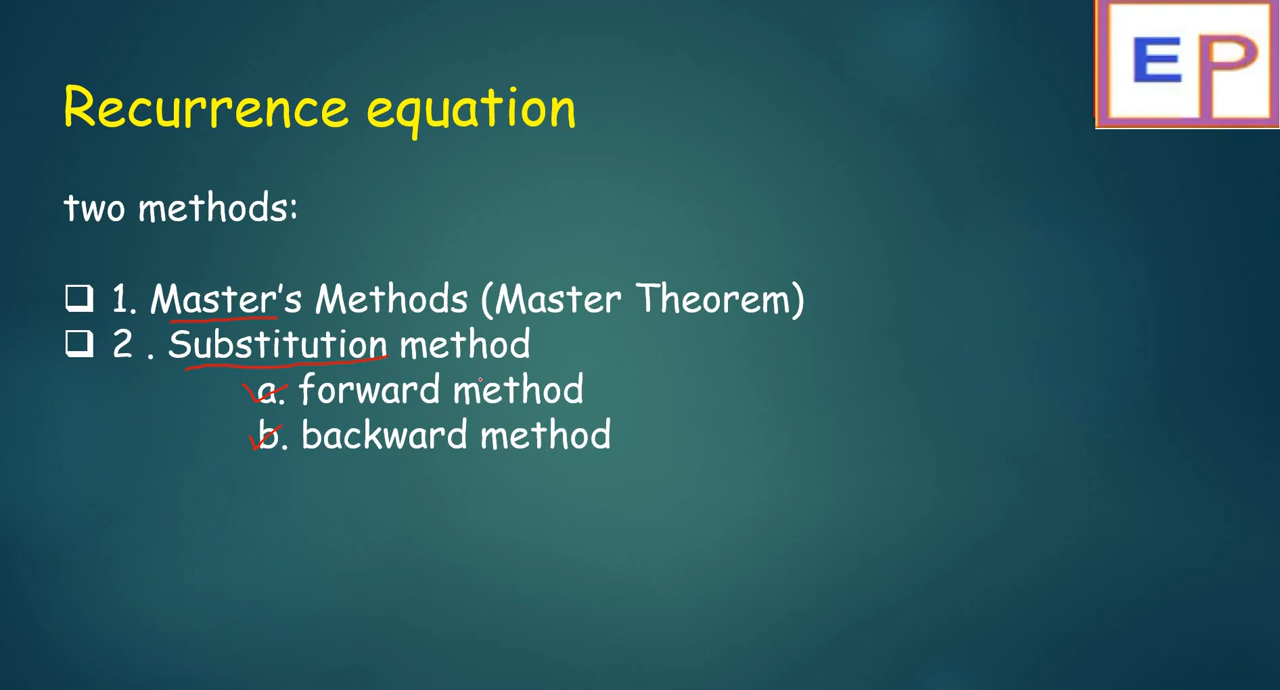 EP
Recurrence equation
two methods:
❑ 1. Master's Methods (Master Theorem)
❑ 2 . Substitution method
a. forward method
b. backward method